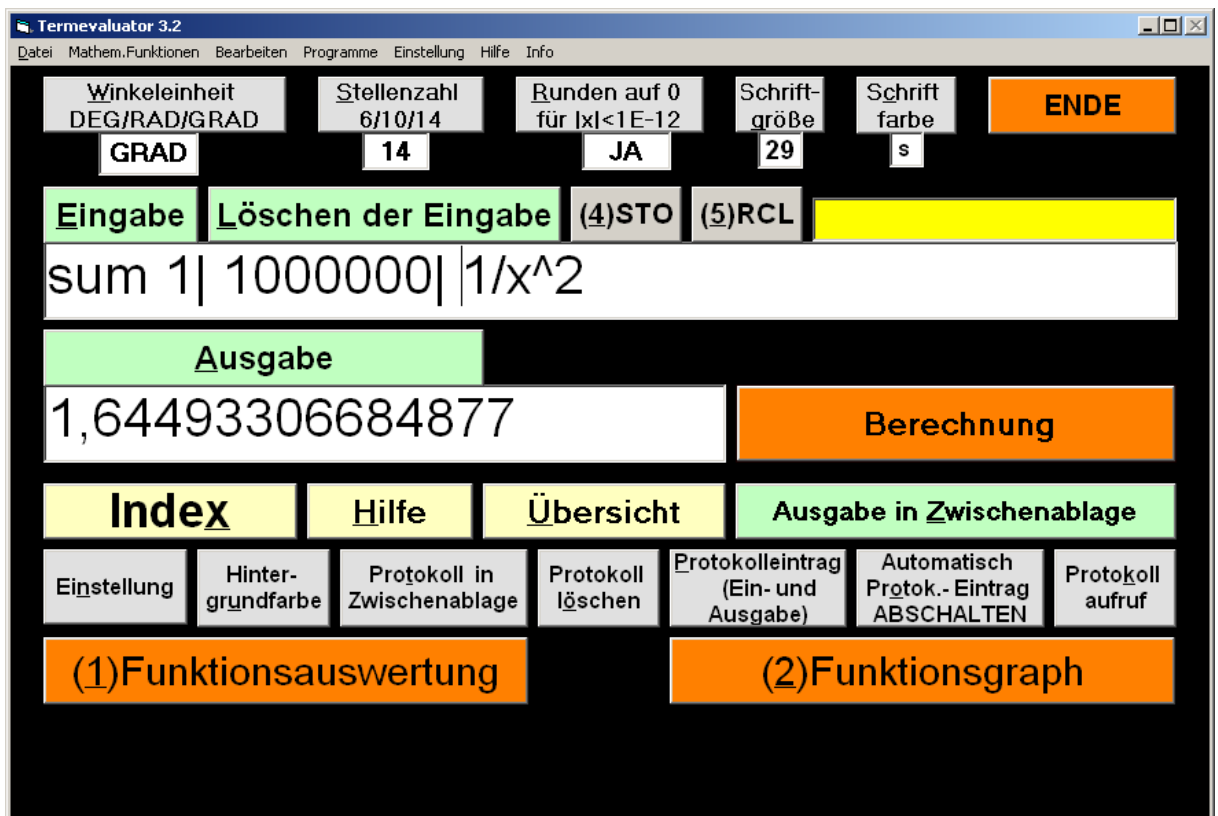 Termevaluator 3.2
Datei Mathem.Funktionen Bearbeiten Programme Einstellung Hilfe Info
Winkeleinheit
DEG/RAD/GRAD
GRAD
Stellenzahl
6/10/14
14
Runden auf 0
für |x|<1E-12
JA
Schrift-
größe
29
Schrift
farbe
s
ENDE
Eingabe
Löschen der Eingabe
(4)STO
(5)RCL
sum 1| 1000000| 1/x^2
Ausgabe
1,64493306684877
Berechnung
Index
Hilfe
Übersicht
Ausgabe in Zwischenablage
Einstellung
Hinter-
grundfarbe
Protokoll in
Zwischenablage
Protokoll
löschen
Protokolleintrag
(Ein- und
Ausgabe)
Automatisch
Protok.- Eintrag
ABSCHALTEN
Protokoll
aufruf
(1)Funktionsauswertung
(2)Funktionsgraph